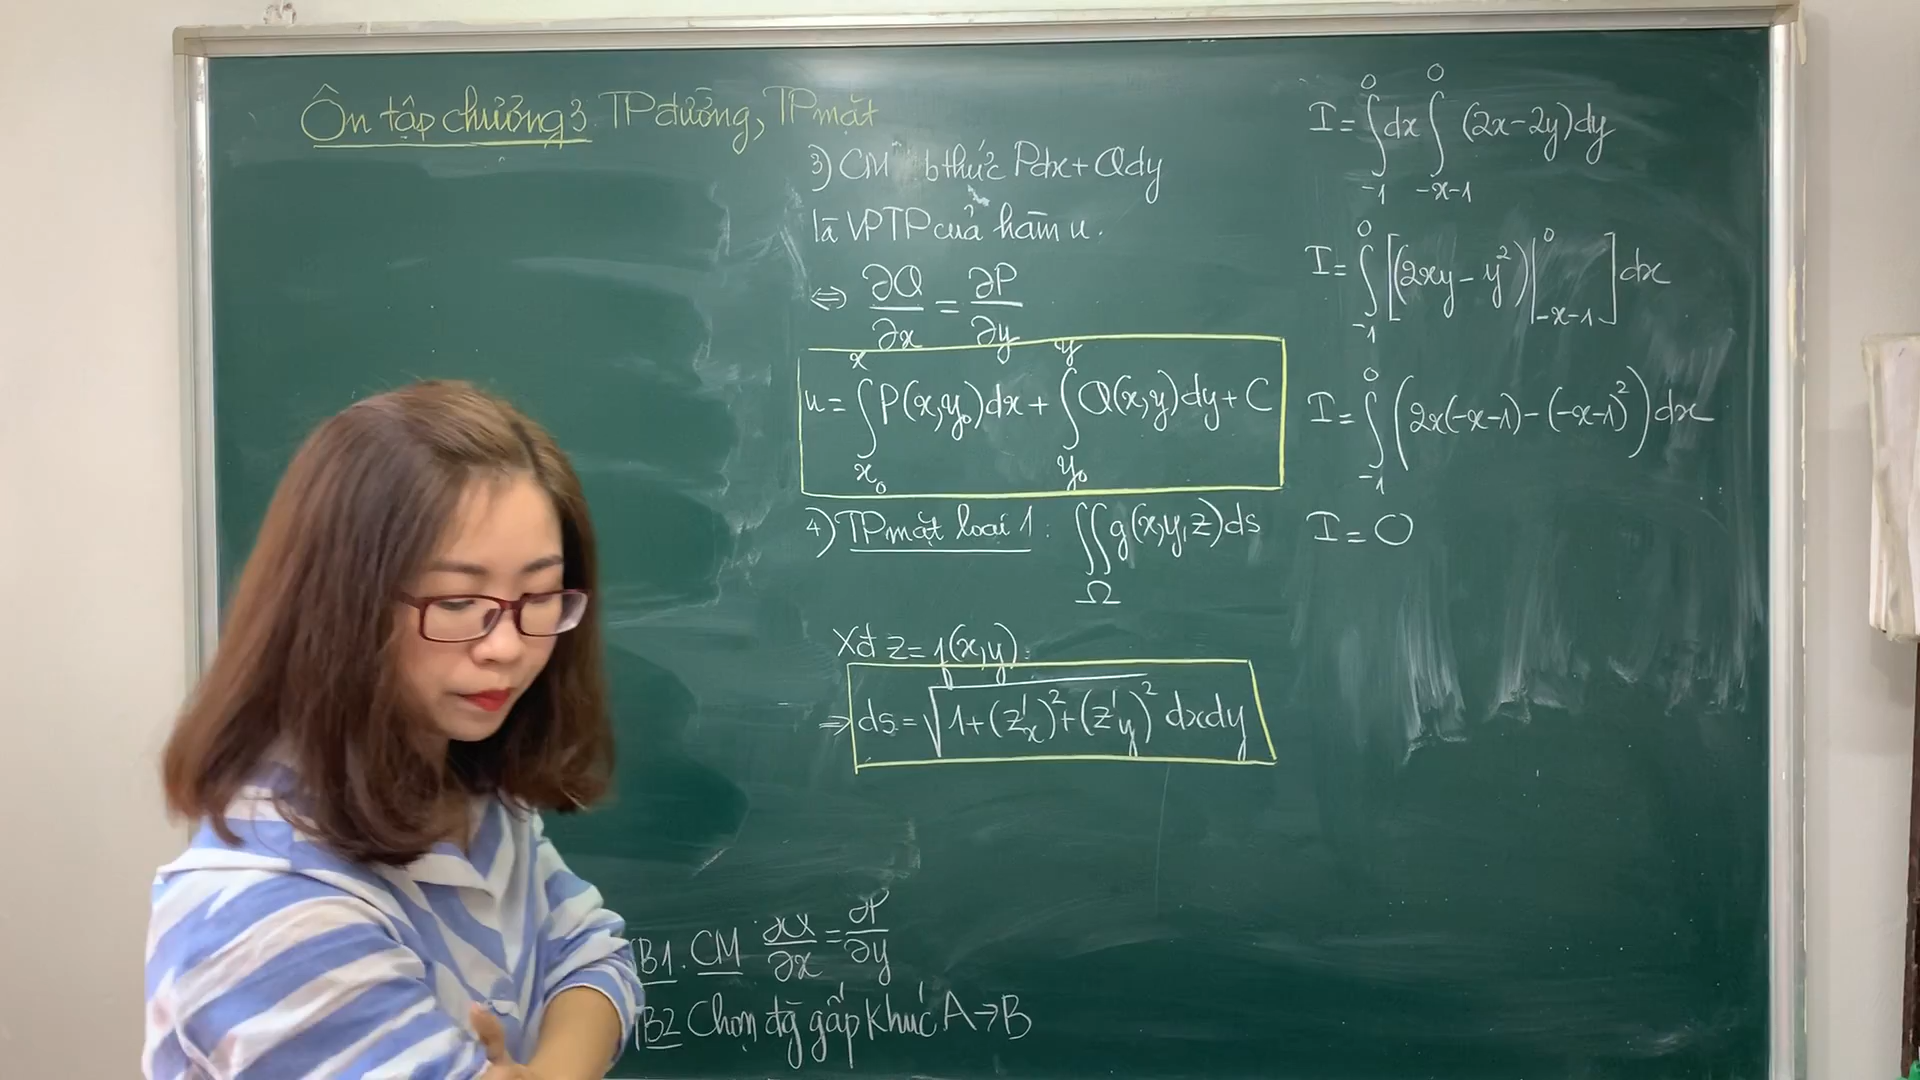 Ôn tập chương 3 TP đường, TP mặt
3) CM bthức Pdx + Qdy
là VPTP của hàm u.
⇔ ∂Q/∂x = ∂P/∂y
u = ∫_{x₀}^{x} P(x,y₀)dx + ∫_{y₀}^{y} Q(x,y)dy + C
4) TP mặt loại 1: ∬_Ω g(x,y,z)ds
Xđ z = f(x,y):
⇒ ds = √(1+(z'x)²+(z'y)²) dxdy
B1. CM ∂Q/∂x = ∂P/∂y
B2 Chọn đg gấp khúc A→B
I = ∫_{-1}^{0} dx ∫_{-x-1}^{0} (2x-2y)dy
I = ∫_{-1}^{0} [(2xy - y²)|_{-x-1}^{0}] dx
I = ∫_{-1}^{0} (2x(-x-1) - (-x-1)²) dx
I = 0